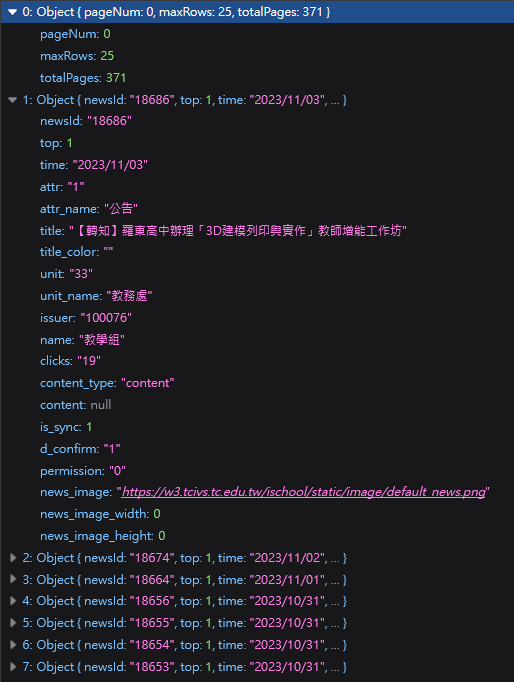 0: Object { pageNum: 0, maxRows: 25, totalPages: 371 }
pageNum: 0
maxRows: 25
totalPages: 371
1: Object { newsId: "18686", top: 1, time: "2023/11/03", … }
newsId: "18686"
top: 1
time: "2023/11/03"
attr: "1"
attr_name: "公告"
title: "【轉知】羅東高中辦理「3D建模列印與實作」教師增能工作坊"
title_color: ""
unit: "33"
unit_name: "教務處"
issuer: "100076"
name: "教學組"
clicks: "19"
content_type: "content"
content: null
is_sync: 1
d_confirm: "1"
permission: "0"
news_image: "https://w3.tcivs.tc.edu.tw/ischool/static/image/default_news.png"
news_image_width: 0
news_image_height: 0
2: Object { newsId: "18674", top: 1, time: "2023/11/02", … }
3: Object { newsId: "18664", top: 1, time: "2023/11/01", … }
4: Object { newsId: "18656", top: 1, time: "2023/10/31", … }
5: Object { newsId: "18655", top: 1, time: "2023/10/31", … }
6: Object { newsId: "18654", top: 1, time: "2023/10/31", … }
7: Object { newsId: "18653", top: 1, time: "2023/10/31", … }